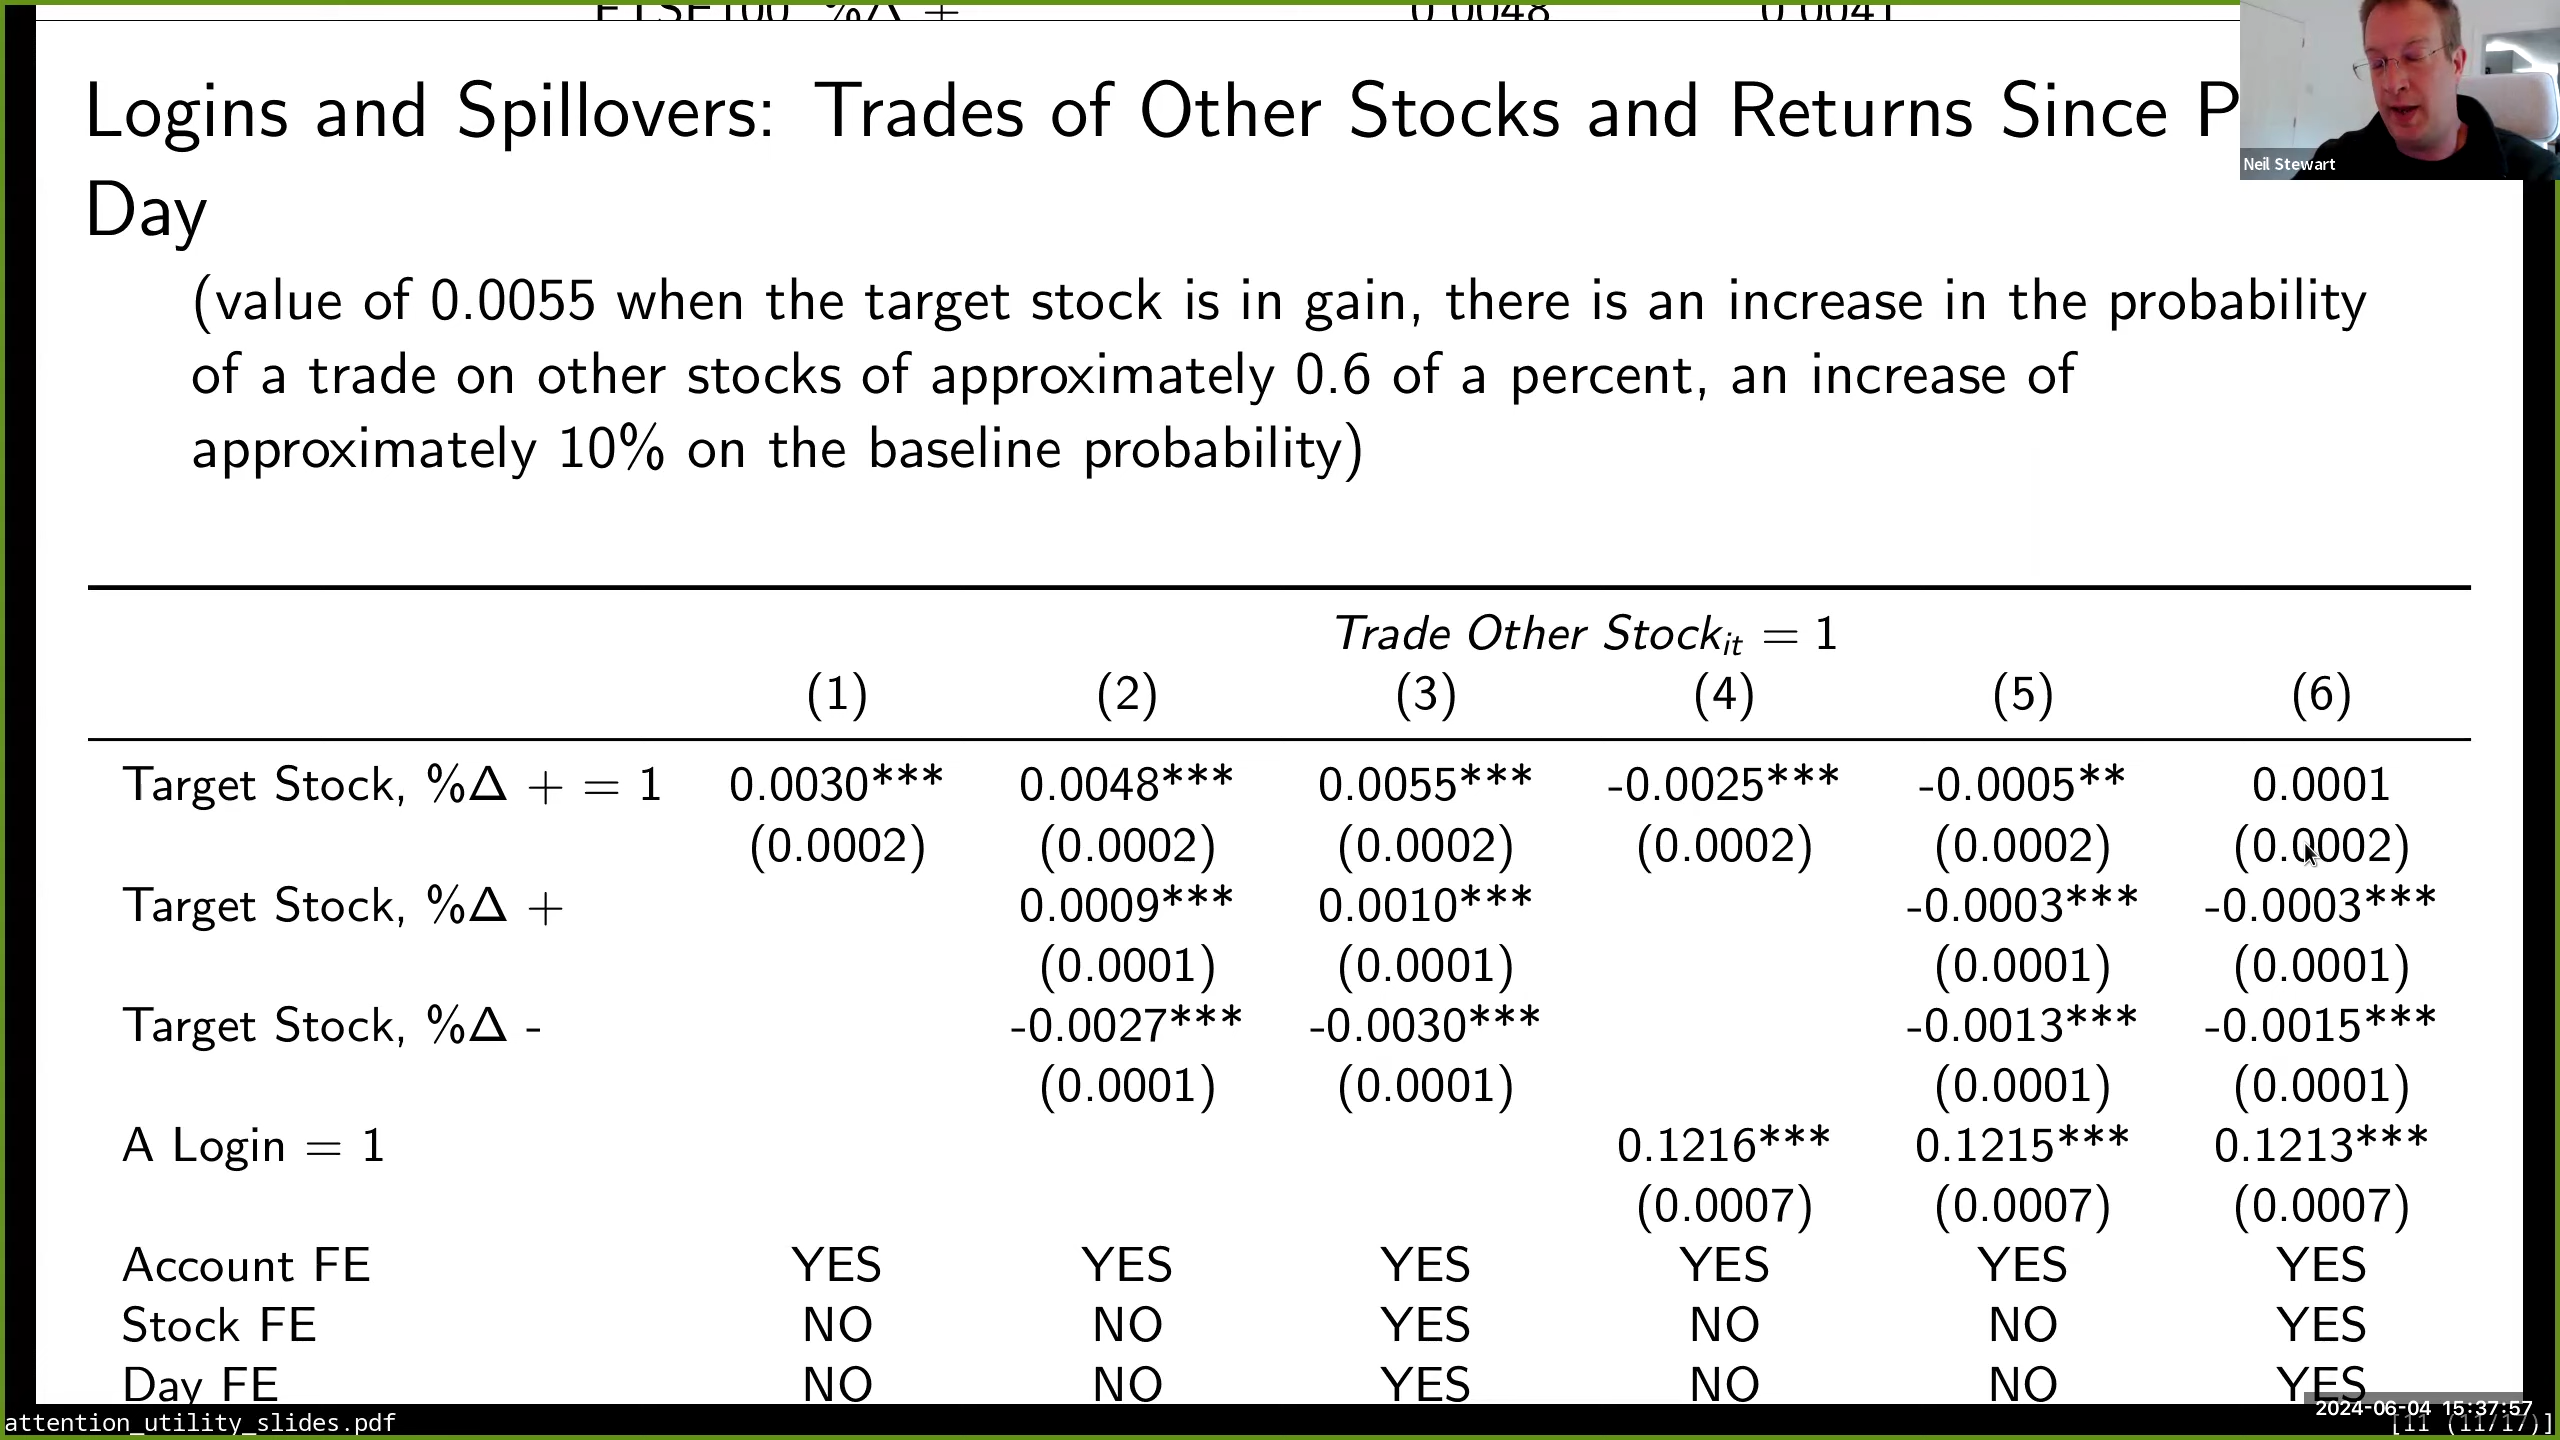 FTSE100, %Δ + 0.0048 0.0041
Logins and Spillovers: Trades of Other Stocks and Returns Since P
Day
Neil Stewart
(value of 0.0055 when the target stock is in gain, there is an increase in the probability
of a trade on other stocks of approximately 0.6 of a percent, an increase of
approximately 10% on the baseline probability)
Trade Other Stock_it = 1
(1) (2) (3) (4) (5) (6)
Target Stock, %Δ + = 1 0.0030*** 0.0048*** 0.0055*** -0.0025*** -0.0005** 0.0001
(0.0002) (0.0002) (0.0002) (0.0002) (0.0002) (0.0002)
Target Stock, %Δ + 0.0009*** 0.0010*** -0.0003*** -0.0003***
(0.0001) (0.0001) (0.0001) (0.0001)
Target Stock, %Δ - -0.0027*** -0.0030*** -0.0013*** -0.0015***
(0.0001) (0.0001) (0.0001) (0.0001)
A Login = 1 0.1216*** 0.1215*** 0.1213***
(0.0007) (0.0007) (0.0007)
Account FE YES YES YES YES YES YES
Stock FE NO NO YES NO NO YES
Day FE NO NO YES NO NO YES
attention_utility_slides.pdf
2024-06-04 15:37:57
[11 (11/17)]